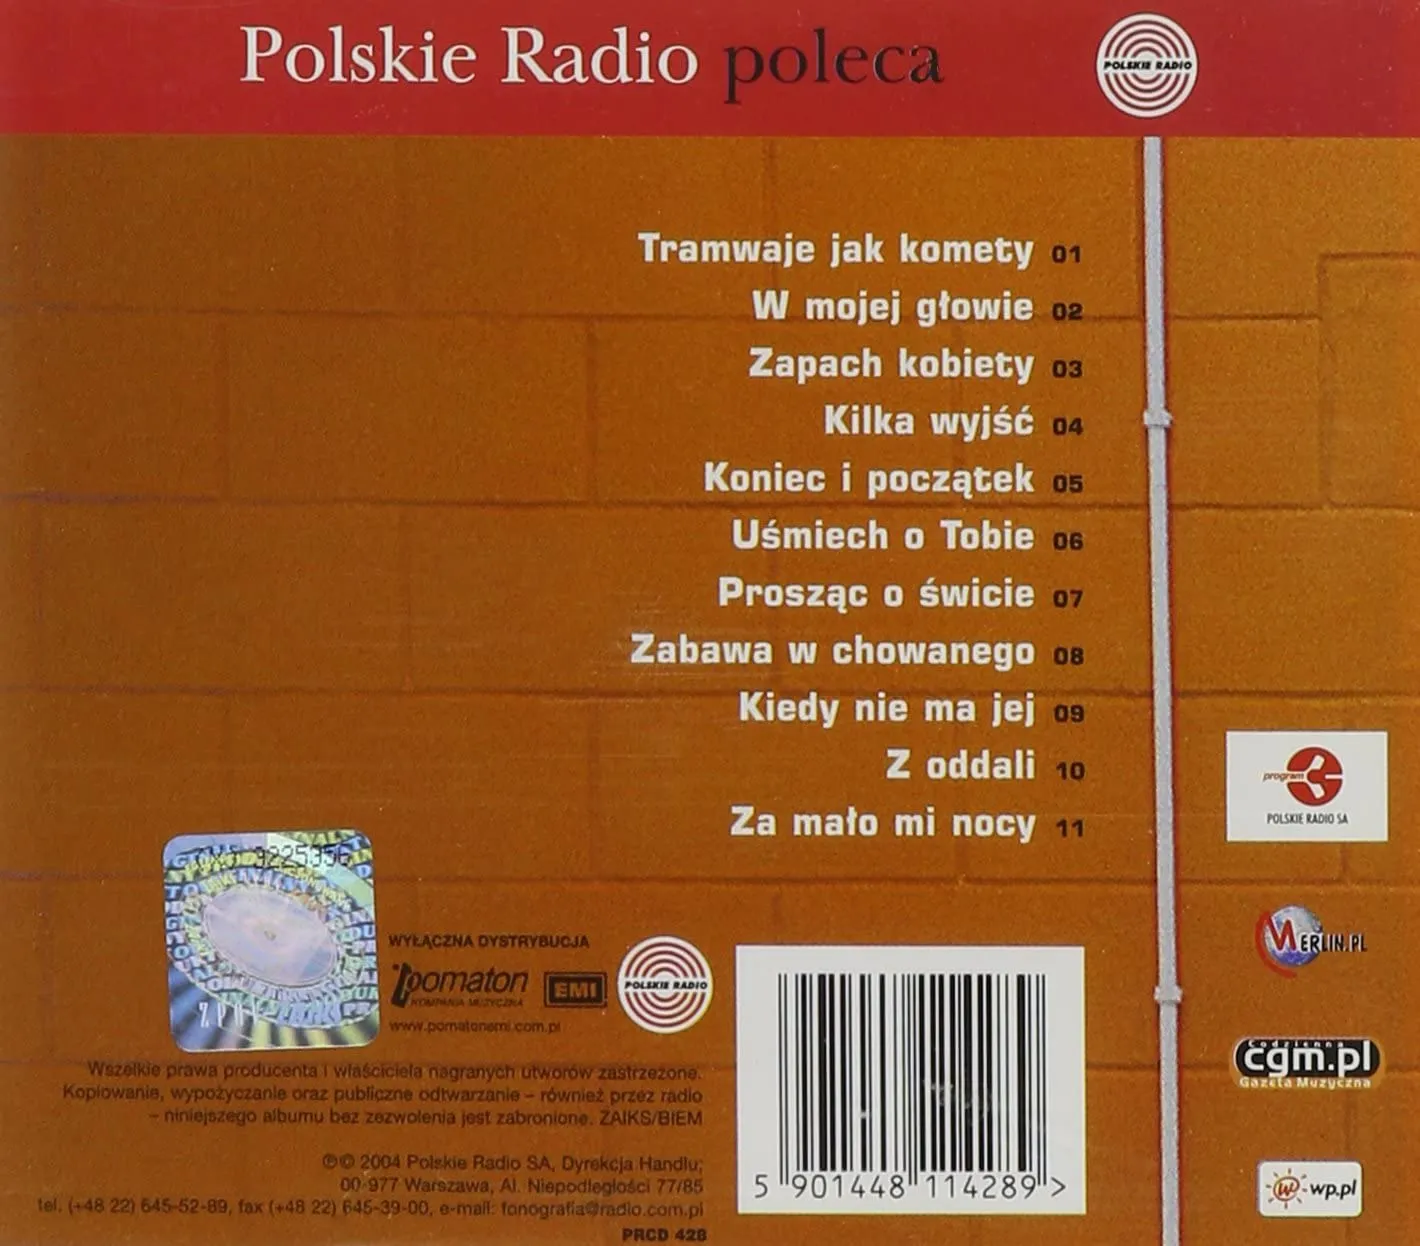 Polskie Radio poleca
POLSKIE RADIO
Tramwaje jak komety 01
W mojej głowie 02
Zapach kobiety 03
Kilka wyjść 04
Koniec i początek 05
Uśmiech o Tobie 06
Prosząc o świcie 07
Zabawa w chowanego 08
Kiedy nie ma jej 09
Z oddali 10
Za mało mi nocy 11
program
POLSKIE RADIO SA
MERLIN.PL
Codzienna
cgm.pl
Gazeta Muzyczna
wp.pl
WYŁĄCZNA DYSTRYBUCJA
pomaton
KOMPANIA MUZYCZNA
EMI
POLSKIE RADIO
www.pomatonemi.com.pl
Wszelkie prawa producenta i właściciela nagranych utworów zastrzeżone.
Kopiowanie, wypożyczanie oraz publiczne odtwarzanie – również przez radio
– niniejszego albumu bez zezwolenia jest zabronione. ZAIKS/BIEM
℗© 2004 Polskie Radio SA, Dyrekcja Handlu;
00-977 Warszawa, Al. Niepodległości 77/85
tel. (+48 22) 645-52-89, fax (+48 22) 645-39-00, e-mail: fonografia@radio.com.pl
PRCD 428
5 901448 114289 >